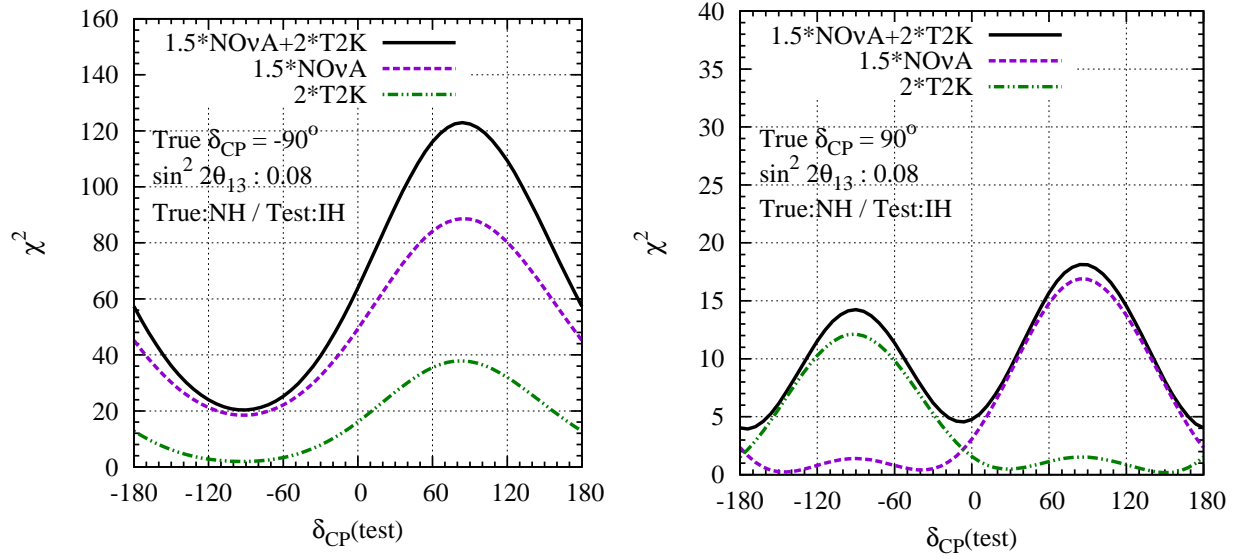 160
140
120
100
80
60
40
20
0
χ²
1.5*NOνA+2*T2K
1.5*NOνA
2*T2K
True δCP = -90°
sin² 2θ13 : 0.08
True:NH / Test:IH
-180 -120 -60 0 60 120 180
δCP(test)
40
35
30
25
20
15
10
5
0
χ²
1.5*NOνA+2*T2K
1.5*NOνA
2*T2K
True δCP = 90°
sin² 2θ13 : 0.08
True:NH / Test:IH
-180 -120 -60 0 60 120 180
δCP(test)